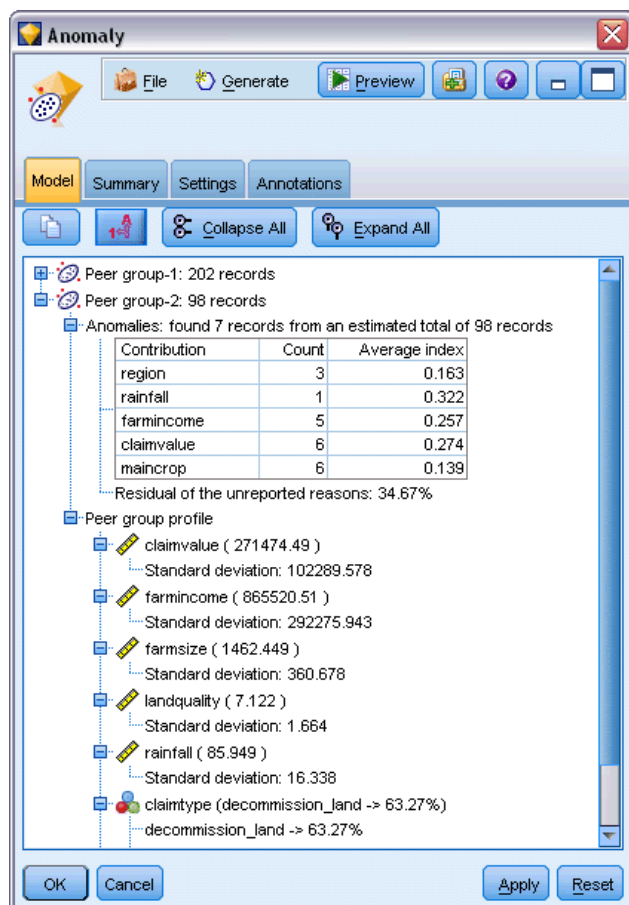 Anomaly
File Generate Preview
Model Summary Settings Annotations
Collapse All Expand All
Peer group-1: 202 records
Peer group-2: 98 records
Anomalies: found 7 records from an estimated total of 98 records
Contribution Count Average index
region 3 0.163
rainfall 1 0.322
farmincome 5 0.257
claimvalue 6 0.274
maincrop 6 0.139
Residual of the unreported reasons: 34.67%
Peer group profile
claimvalue ( 271474.49 )
Standard deviation: 102289.578
farmincome ( 865520.51 )
Standard deviation: 292275.943
farmsize ( 1462.449 )
Standard deviation: 360.678
landquality ( 7.122 )
Standard deviation: 1.664
rainfall ( 85.949 )
Standard deviation: 16.338
claimtype (decommission_land -> 63.27%)
decommission_land -> 63.27%
OK Cancel Apply Reset